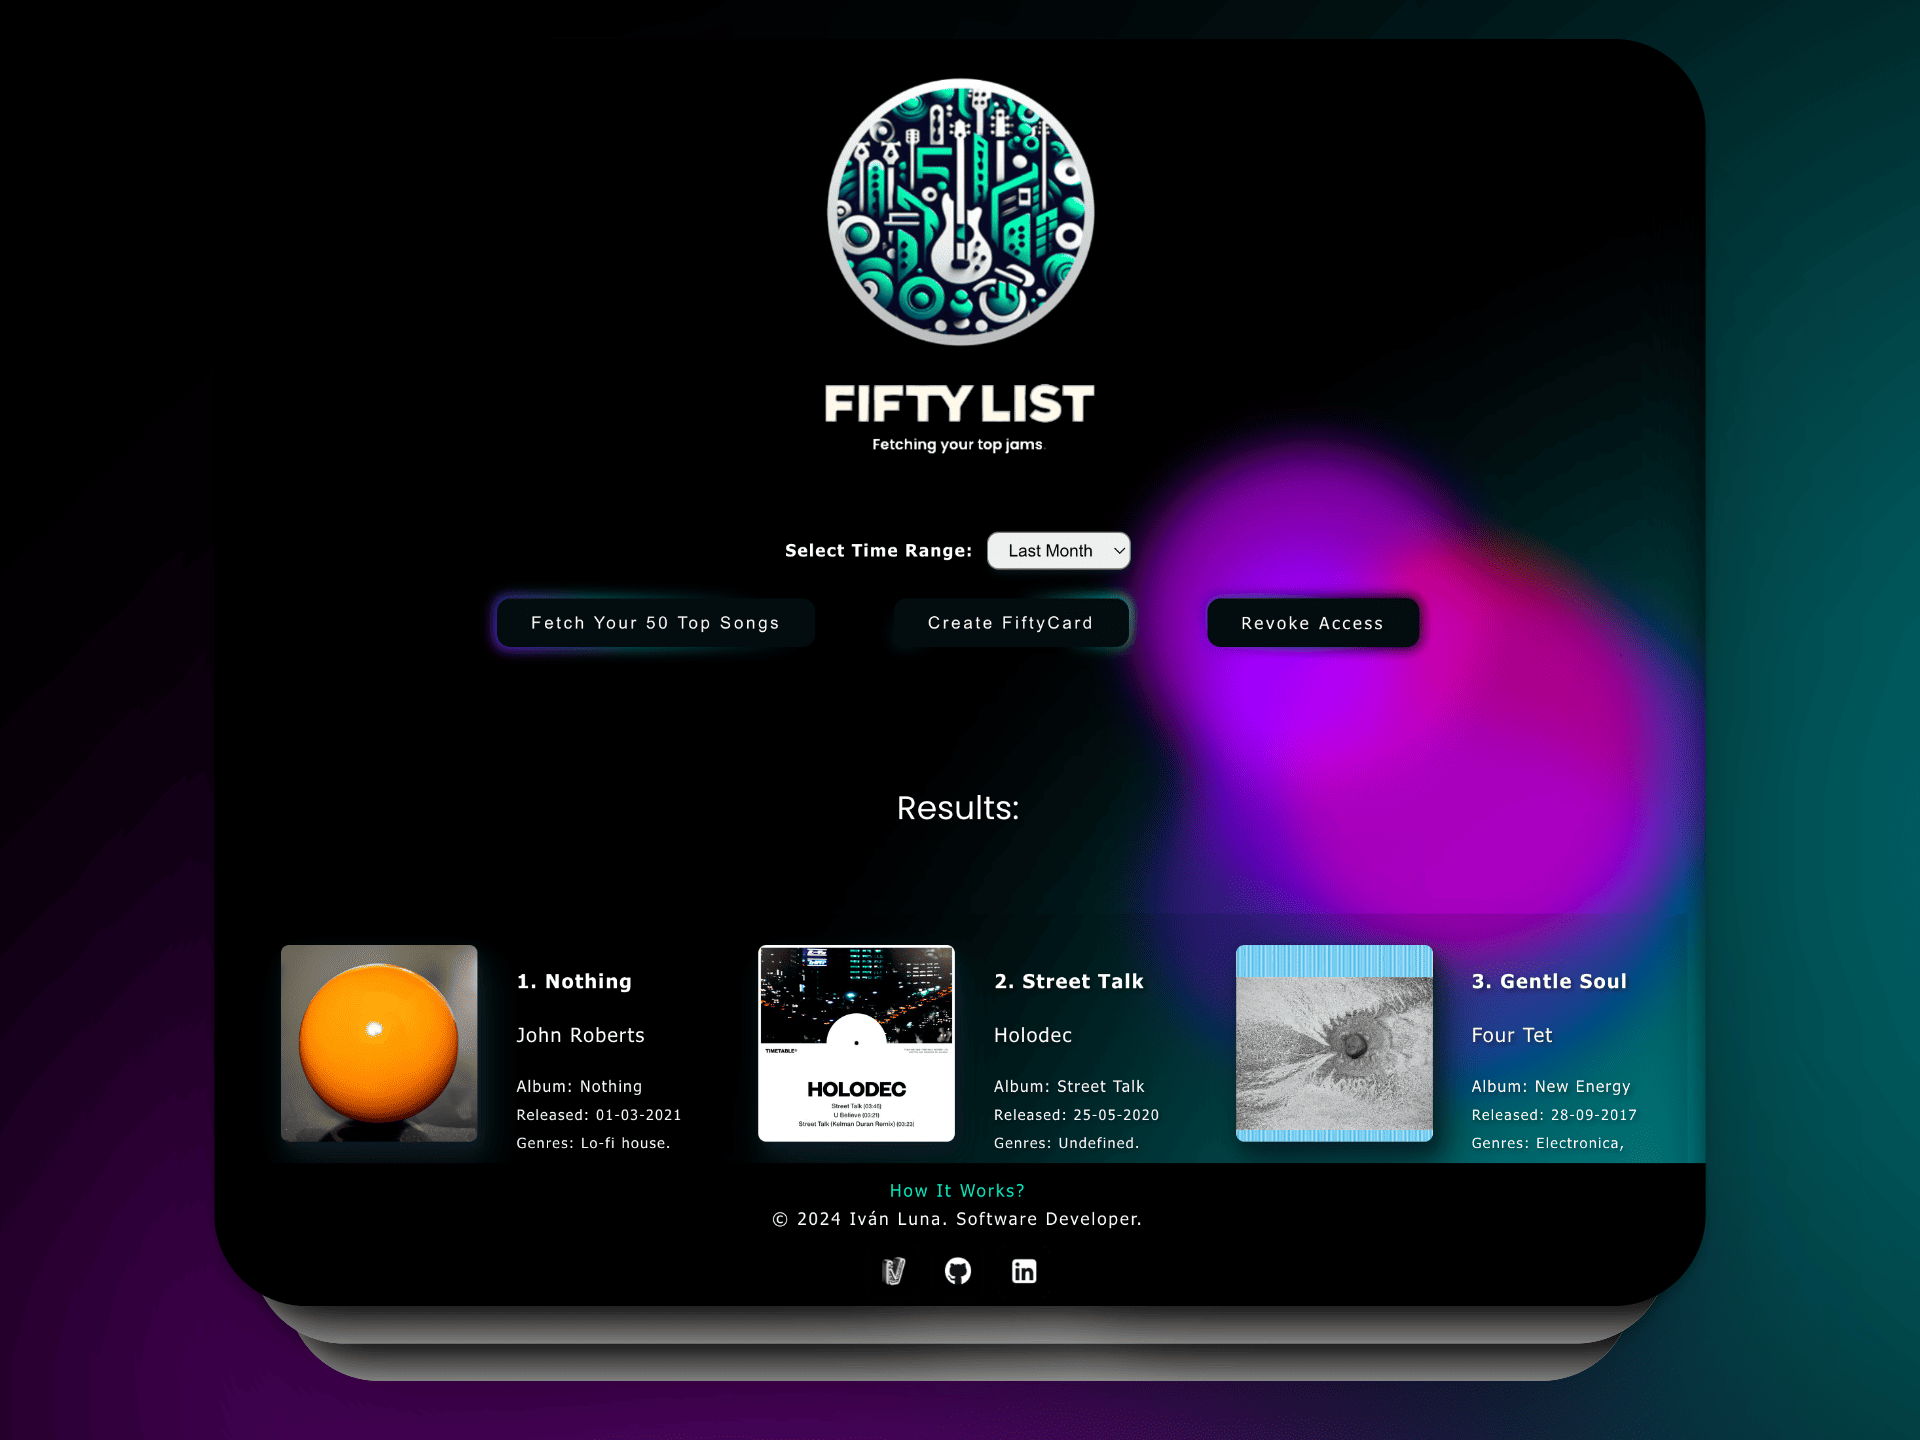 FIFTY LIST
Fetching your top jams.
Select Time Range: Last Month
Fetch Your 50 Top Songs
Create FiftyCard
Revoke Access
Results:
1. Nothing
John Roberts
Album: Nothing
Released: 01-03-2021
Genres: Lo-fi house.
TIMETABLE®
HOLODEC
Street Talk (03:46)
U Believe (03:21)
Street Talk (Kelman Duran Remix) (03:23)
2. Street Talk
Holodec
Album: Street Talk
Released: 25-05-2020
Genres: Undefined.
3. Gentle Soul
Four Tet
Album: New Energy
Released: 28-09-2017
Genres: Electronica,
How It Works?
© 2024 Iván Luna. Software Developer.
in